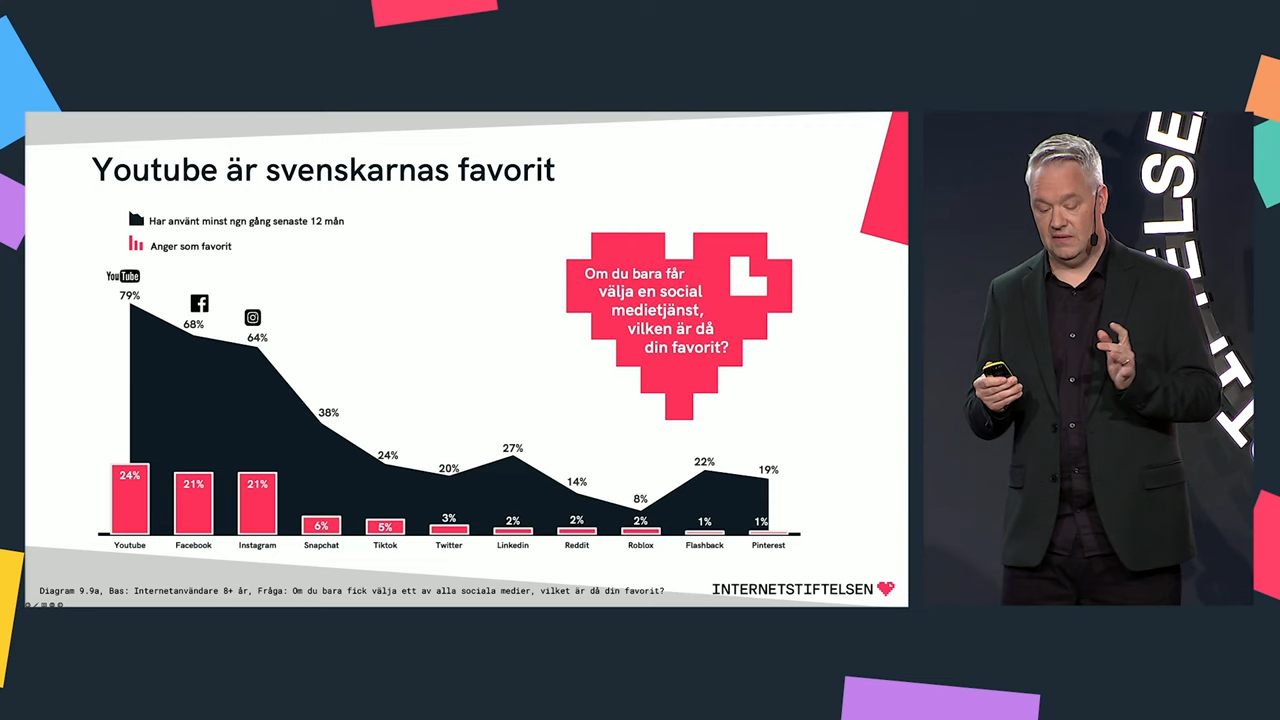 Youtube är svenskarnas favorit
Har använt minst ngn gång senaste 12 mån
Anger som favorit
YouTube
79%
68%
64%
38%
24%
20%
27%
14%
8%
22%
19%
Om du bara får
välja en social
medietjänst,
vilken är då
din favorit?
24%
21%
21%
6%
5%
3%
2%
2%
2%
1%
1%
Youtube
Facebook
Instagram
Snapchat
Tiktok
Twitter
Linkedin
Reddit
Roblox
Flashback
Pinterest
Diagram 9.9a, Bas: Internetanvändare 8+ år, Fråga: Om du bara fick välja ett av alla sociala medier, vilket är då din favorit?
INTERNETSTIFTELSEN